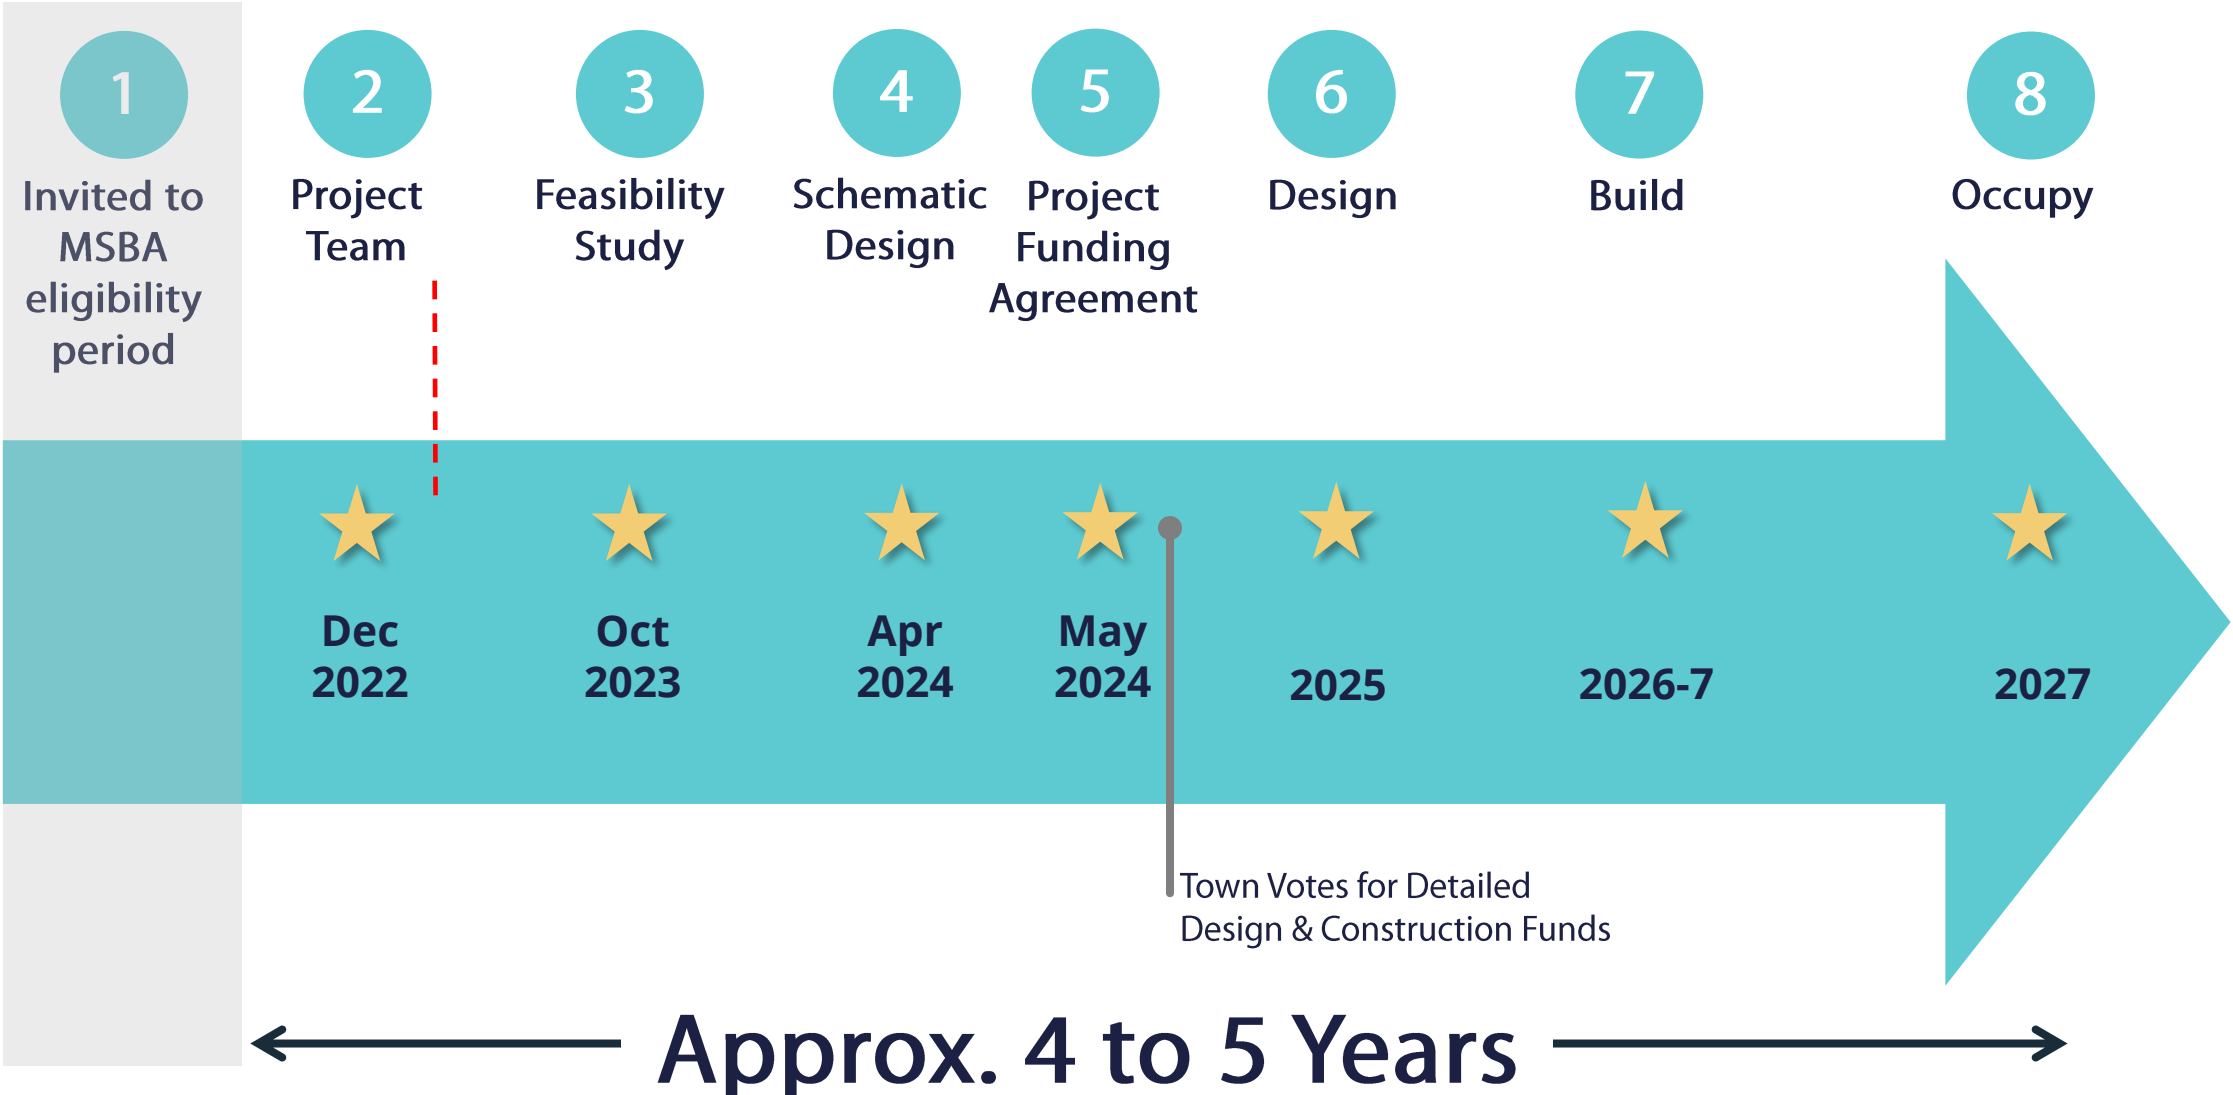 1
Invited to
MSBA
eligibility
period
2
Project
Team
3
Feasibility
Study
4
Schematic
Design
5
Project
Funding
Agreement
6
Design
7
Build
8
Occupy
Dec
2022
Oct
2023
Apr
2024
May
2024
2025
2026-7
2027
Town Votes for Detailed
Design & Construction Funds
Approx. 4 to 5 Years